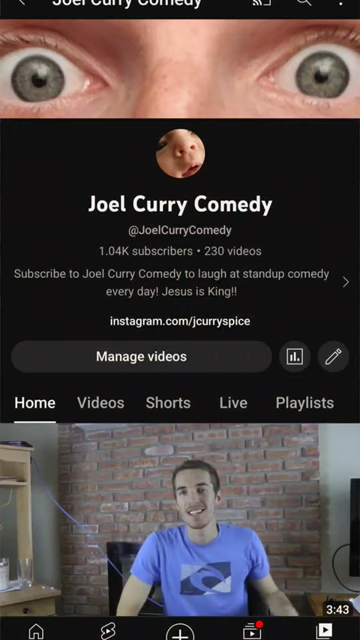 Joel Curry Comedy
Joel Curry Comedy
@JoelCurryComedy
1.04K subscribers • 230 videos
Subscribe to Joel Curry Comedy to laugh at standup comedy
every day! Jesus is King!!
instagram.com/jcurryspice
Manage videos
Home Videos Shorts Live Playlists
3:43